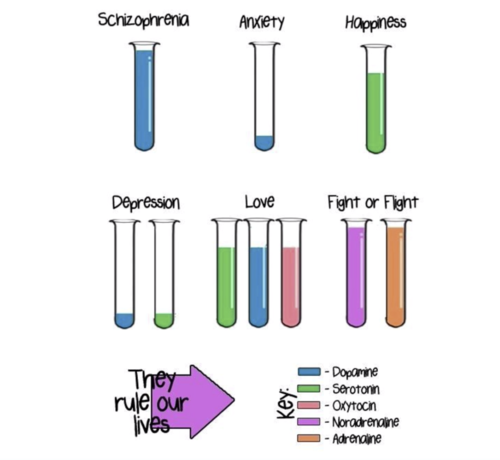 Schizophrenia
Anxiety
Happiness
Depression
Love
Fight or Flight
They
rule our
lives
Key:
- Dopamine
- Serotonin
- Oxytocin
- Noradrenaline
- Adrenaline